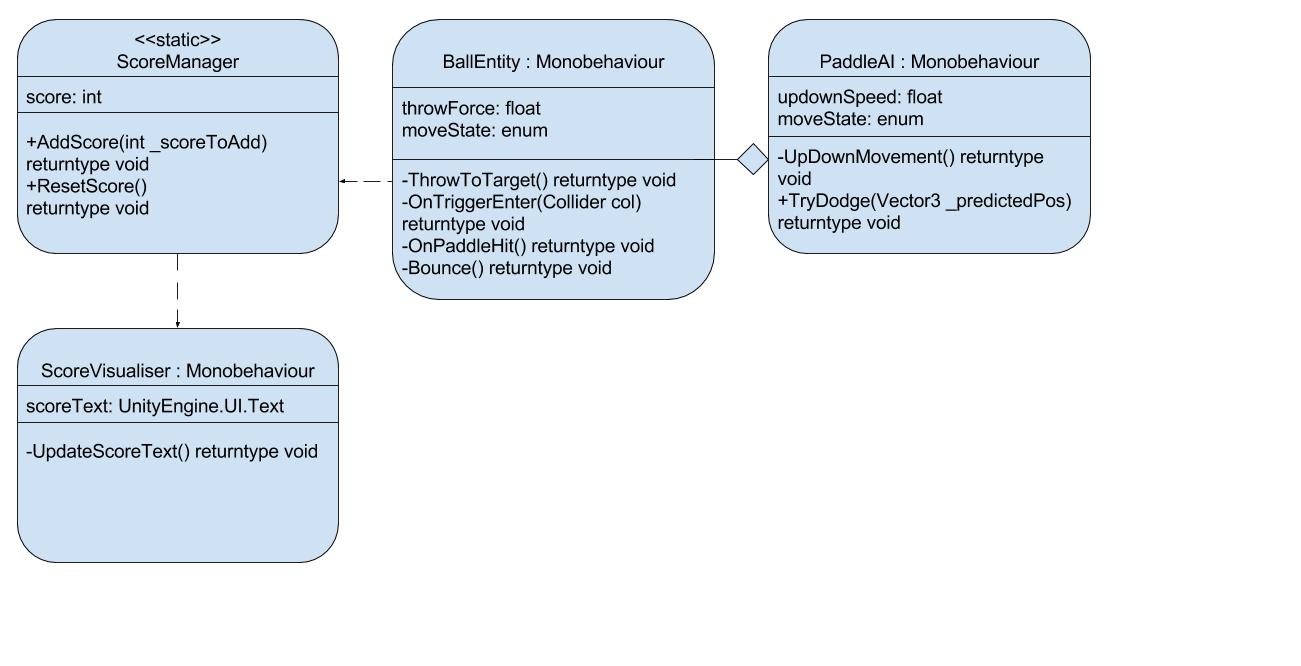 <<static>>
ScoreManager
score: int
+AddScore(int _scoreToAdd)
returntype void
+ResetScore()
returntype void
BallEntity : Monobehaviour
throwForce: float
moveState: enum
-ThrowToTarget() returntype void
-OnTriggerEnter(Collider col)
returntype void
-OnPaddleHit() returntype void
-Bounce() returntype void
PaddleAI : Monobehaviour
updownSpeed: float
moveState: enum
-UpDownMovement() returntype
void
+TryDodge(Vector3 _predictedPos)
returntype void
ScoreVisualiser : Monobehaviour
scoreText: UnityEngine.UI.Text
-UpdateScoreText() returntype void